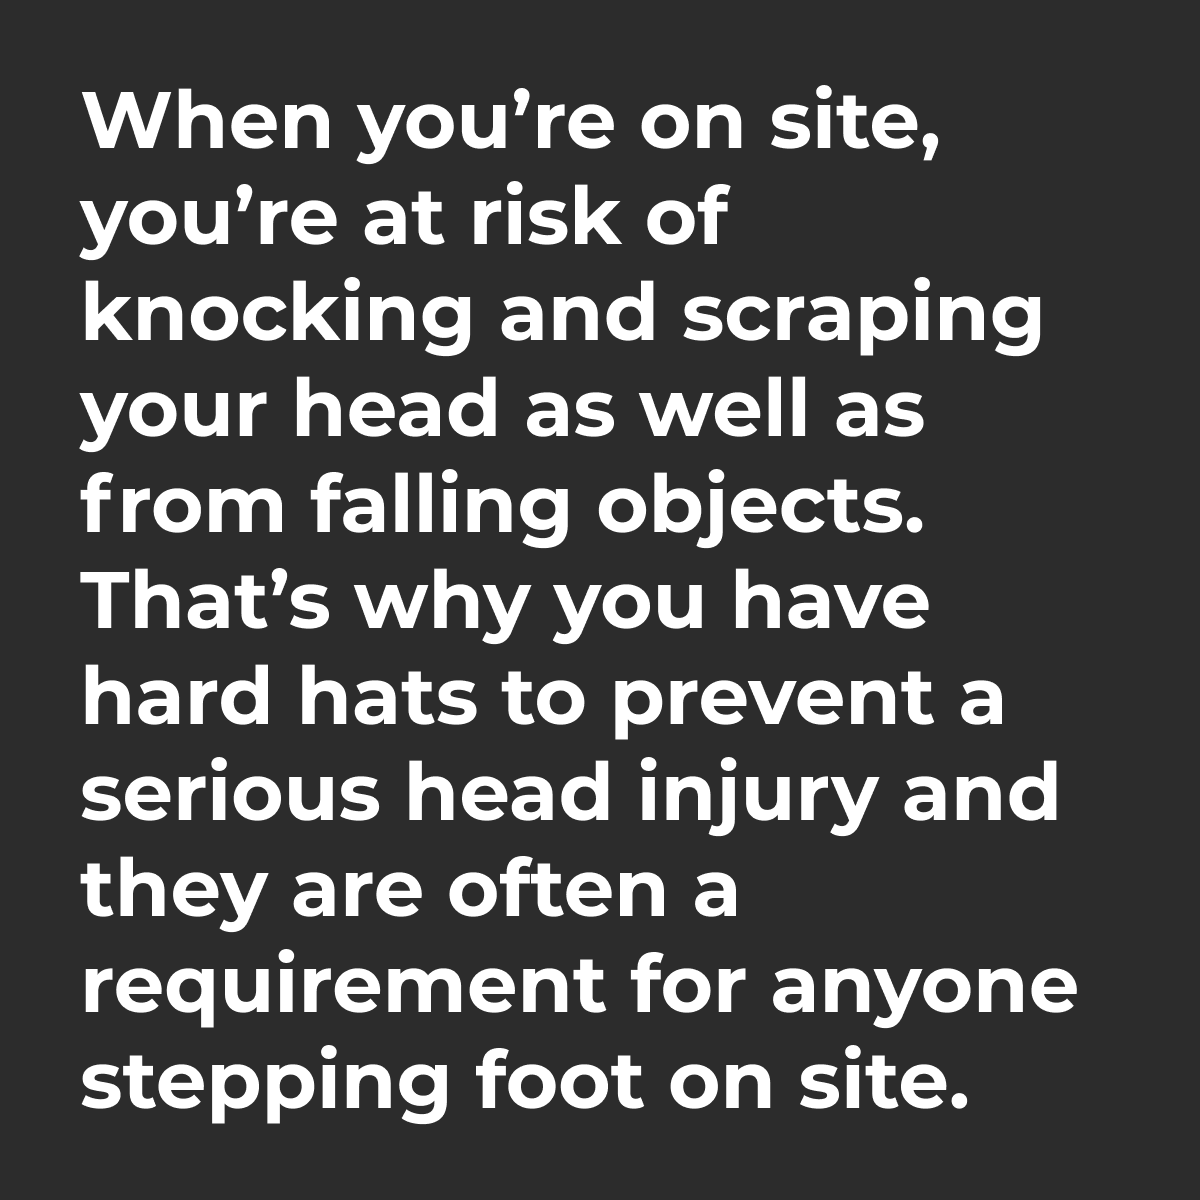 When you’re on site,
you’re at risk of
knocking and scraping
your head as well as
from falling objects.
That’s why you have
hard hats to prevent a
serious head injury and
they are often a
requirement for anyone
stepping foot on site.